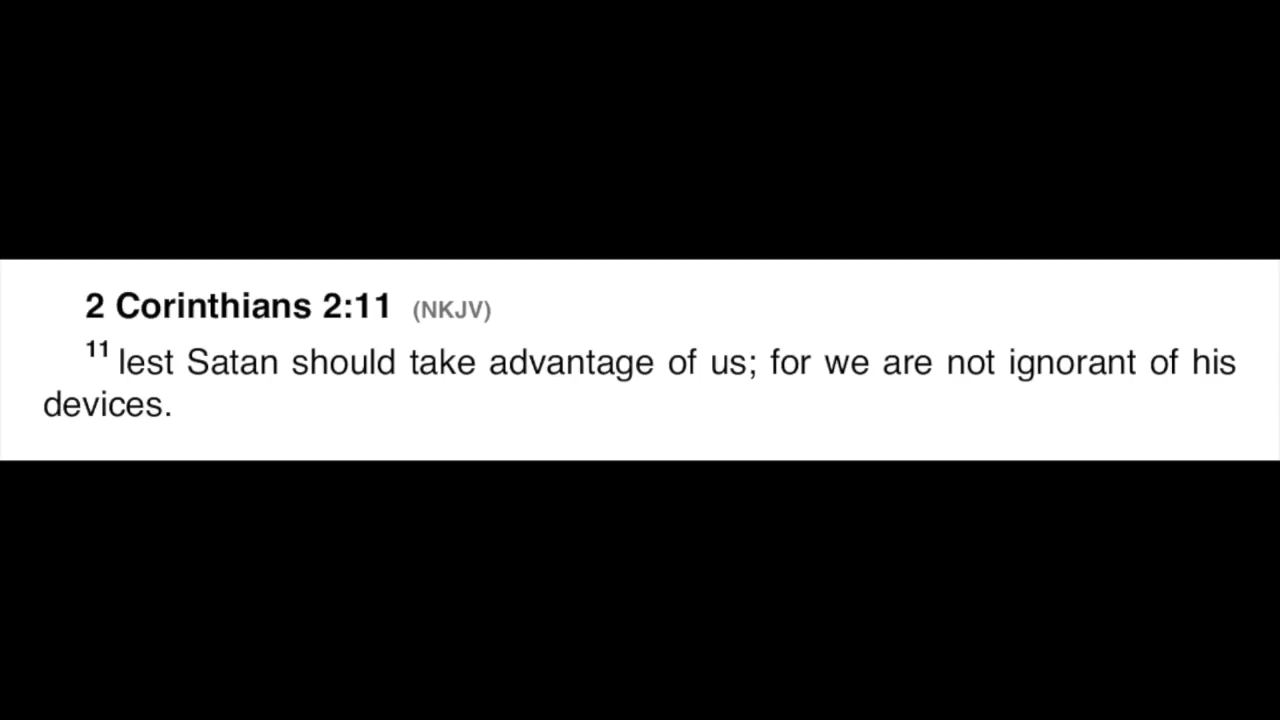 2 Corinthians 2:11 (NKJV)
11 lest Satan should take advantage of us; for we are not ignorant of his
devices.